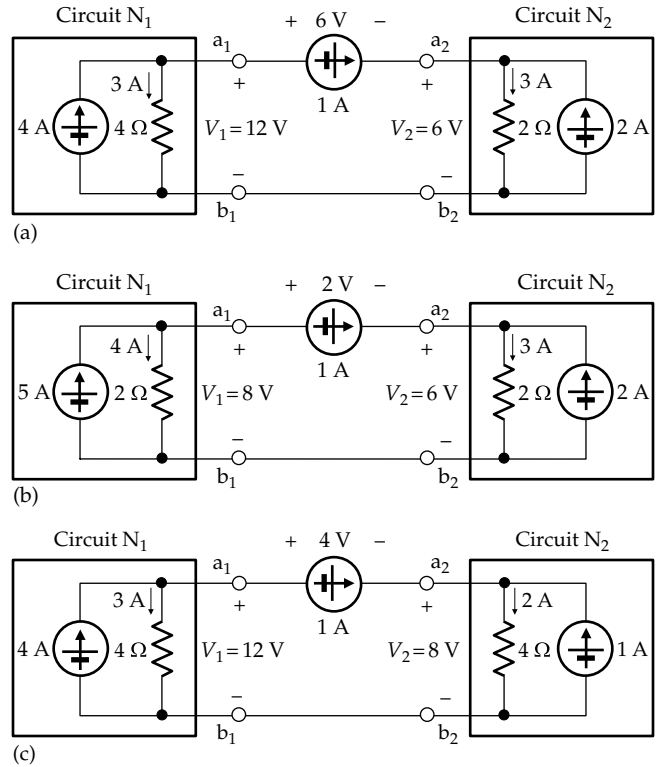 Circuit N1 Circuit N2
a1 + 6 V − a2
3 A + 1 A + 3 A
4 A 4 Ω V1 = 12 V V2 = 6 V 2 Ω 2 A
− −
b1 b2
(a)
Circuit N1 Circuit N2
a1 + 2 V − a2
4 A + 1 A + 3 A
5 A 2 Ω V1 = 8 V V2 = 6 V 2 Ω 2 A
− −
b1 b2
(b)
Circuit N1 Circuit N2
a1 + 4 V − a2
3 A + 1 A + 2 A
4 A 4 Ω V1 = 12 V V2 = 8 V 4 Ω 1 A
− −
b1 b2
(c)